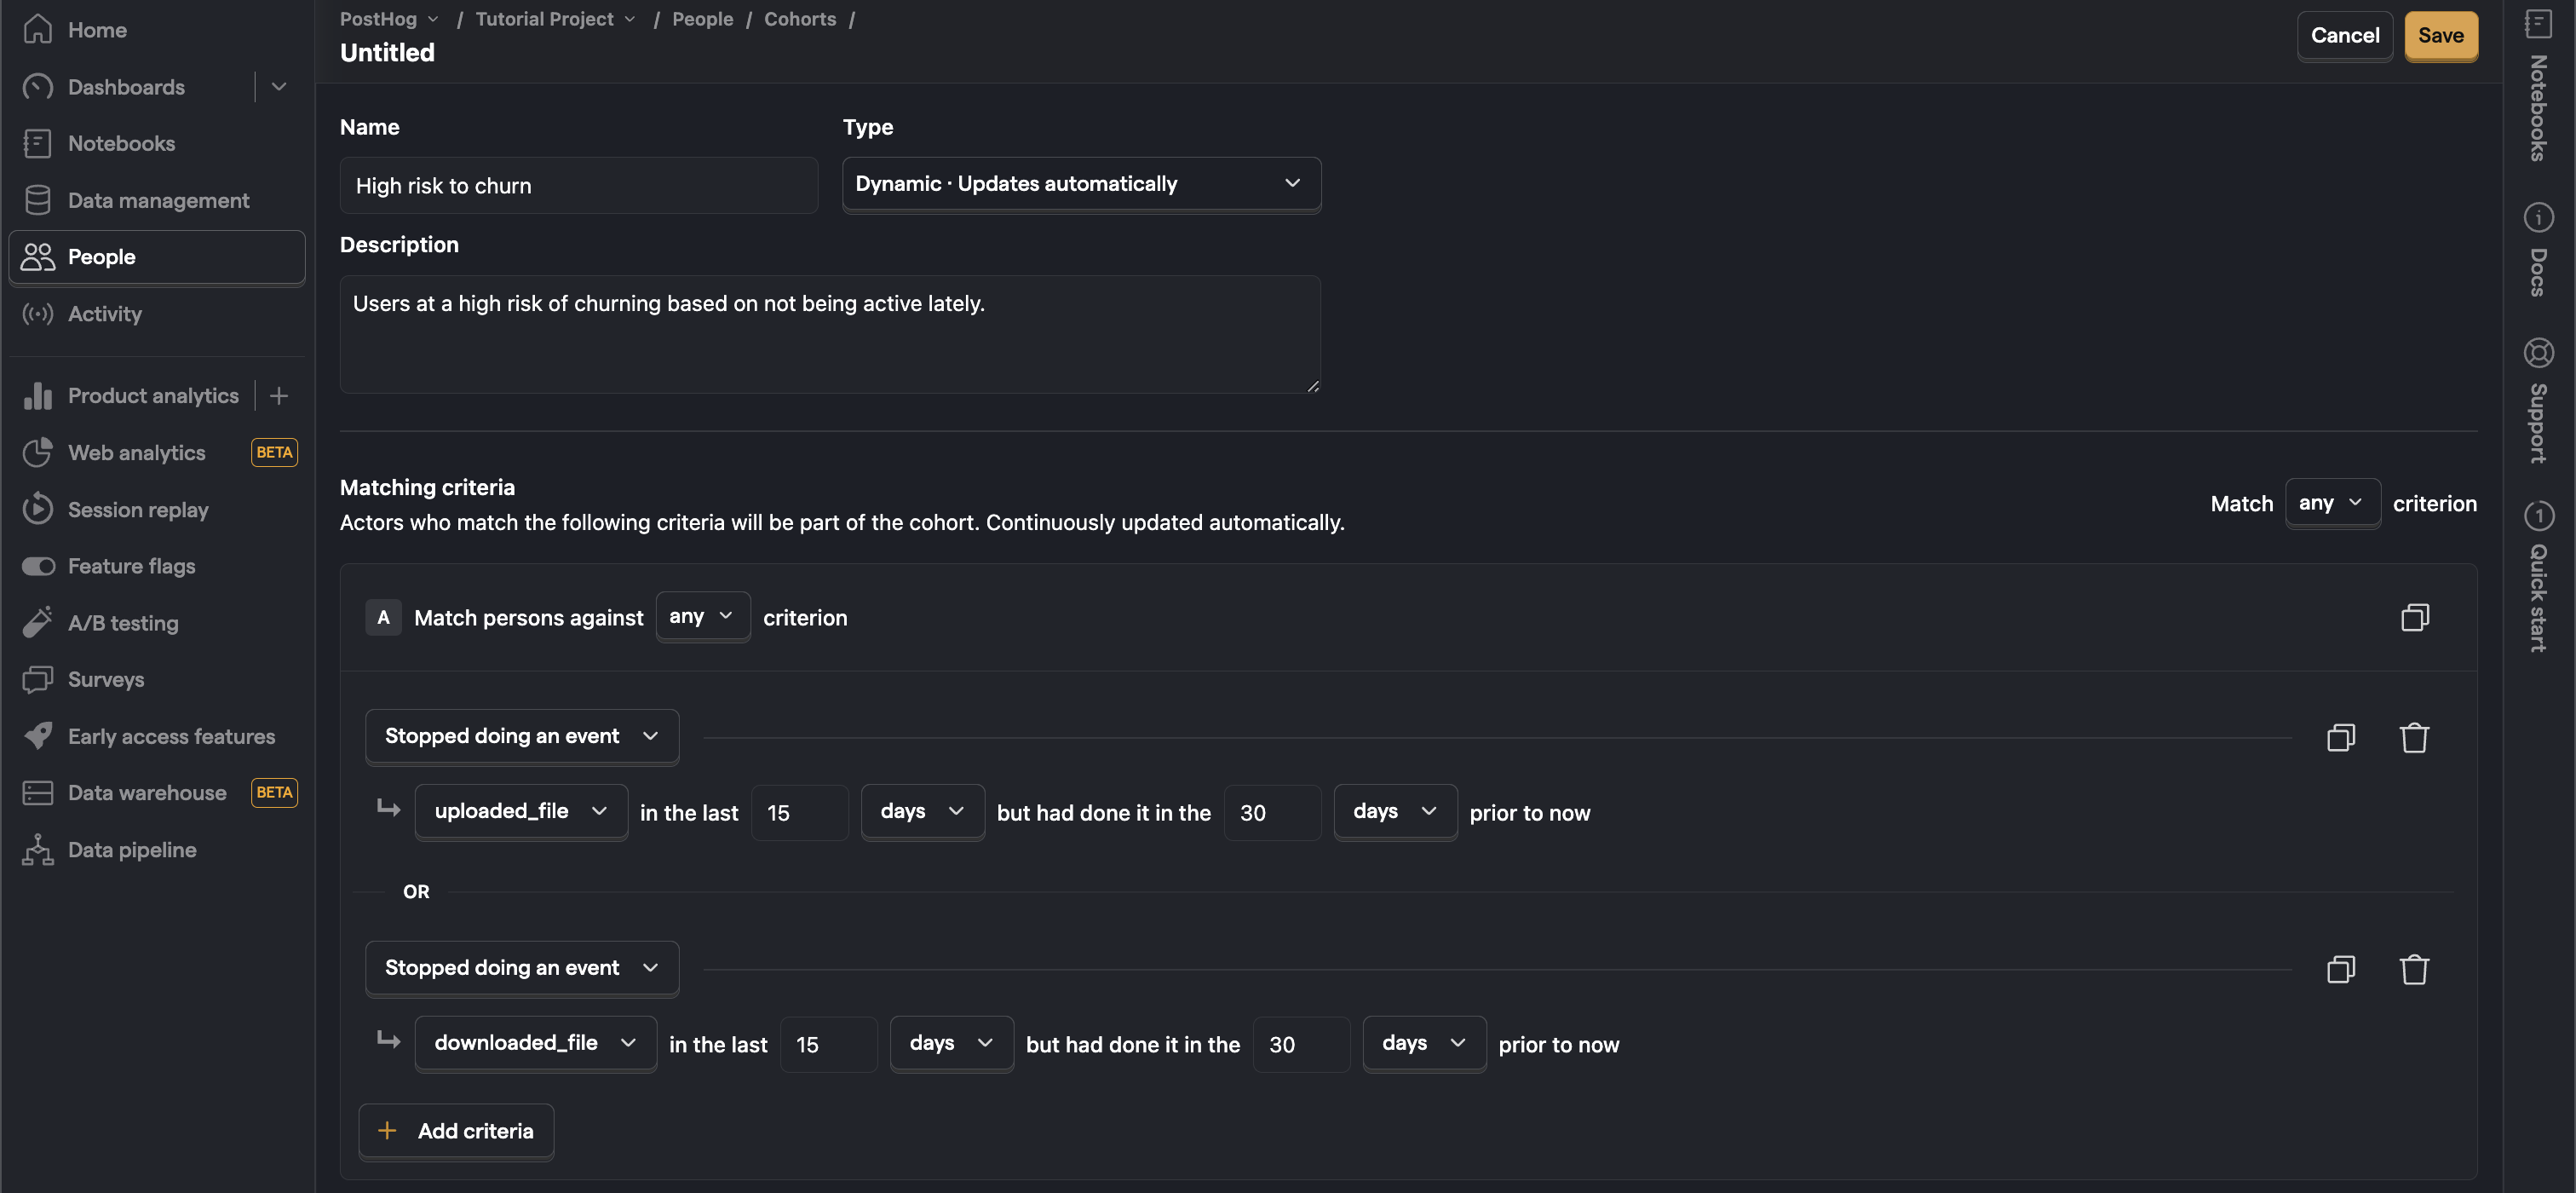 Home
Dashboards
Notebooks
Data management
People
Activity
Product analytics
Web analytics BETA
Session replay
Feature flags
A/B testing
Surveys
Early access features
Data warehouse BETA
Data pipeline
PostHog / Tutorial Project / People / Cohorts /
Untitled
Cancel Save
Name Type
High risk to churn Dynamic · Updates automatically
Description
Users at a high risk of churning based on not being active lately.
Matching criteria
Actors who match the following criteria will be part of the cohort. Continuously updated automatically.
Match any criterion
A Match persons against any criterion
Stopped doing an event
uploaded_file in the last 15 days but had done it in the 30 days prior to now
OR
Stopped doing an event
downloaded_file in the last 15 days but had done it in the 30 days prior to now
+ Add criteria
Notebooks
Docs
Support
1 Quick start